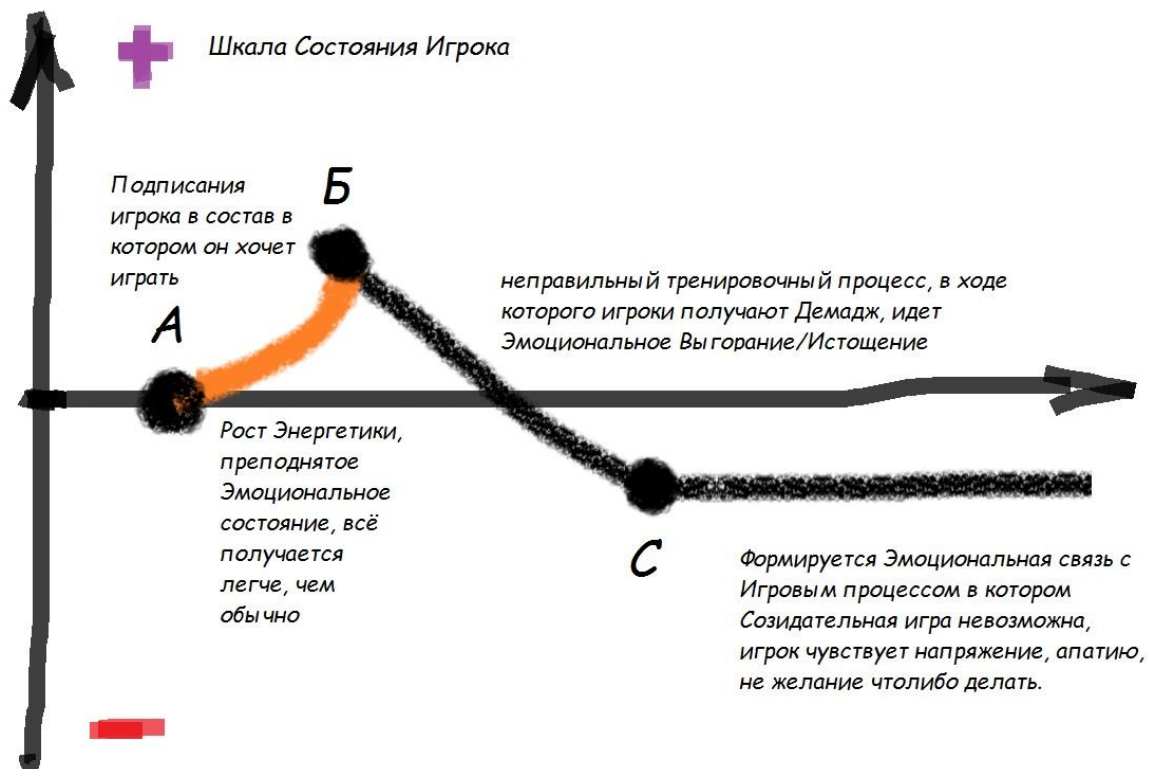 Шкала Состояния Игрока
Подписания
игрока в состав в
котором он хочет
играть
Б
А
неправильный тренировочный процесс, в ходе
которого игроки получают Демадж, идет
Эмоциональное Выгорание/Истощение
Рост Энергетики,
преподнятое
Эмоциональное
состояние, всё
получается
легче, чем
обычно
С
Формируется Эмоциональная связь с
Игровым процессом в котором
Созидательная игра невозможна,
игрок чувствует напряжение, апатию,
не желание чтолибо делать.